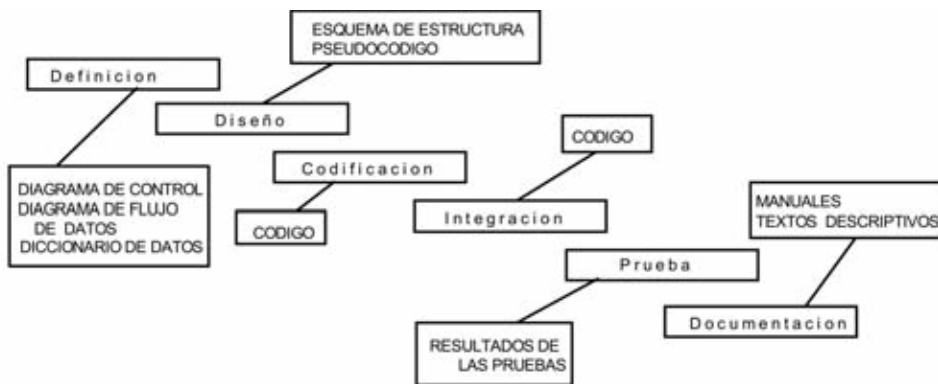 ESQUEMA DE ESTRUCTURA
PSEUDOCODIGO
Definicion
Diseño
CODIGO
Codificacion
DIAGRAMA DE CONTROL
DIAGRAMA DE FLUJO
DE DATOS
DICCIONARIO DE DATOS
CODIGO
Integracion
MANUALES
TEXTOS DESCRIPTIVOS
Prueba
Documentacion
RESULTADOS DE
LAS PRUEBAS